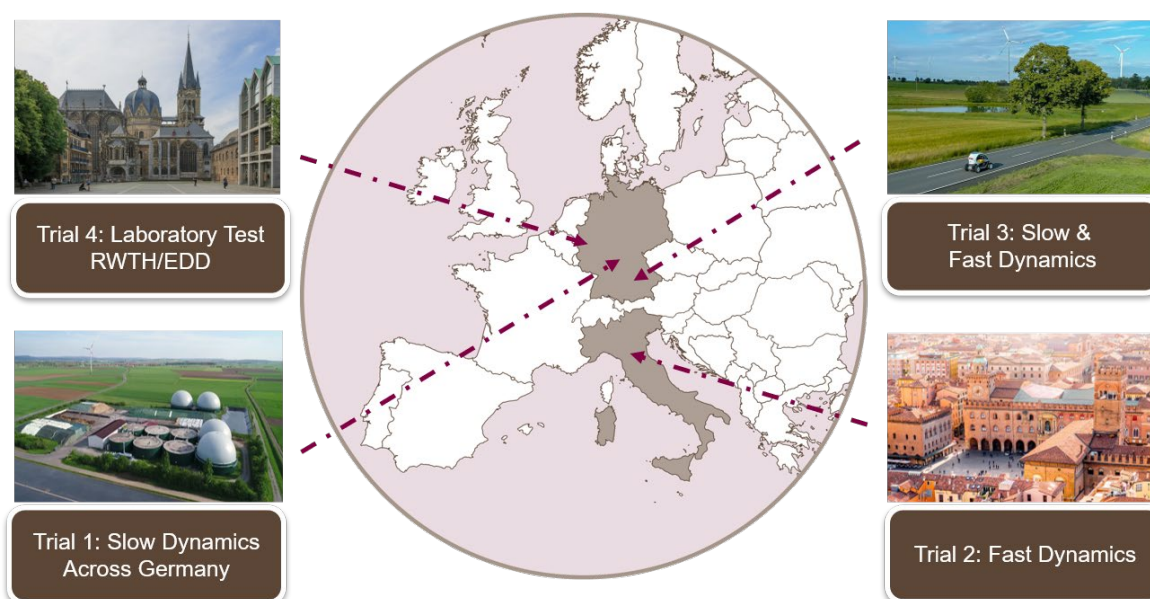 Trial 4: Laboratory Test
RWTH/EDD
Trial 3: Slow &
Fast Dynamics
Trial 1: Slow Dynamics
Across Germany
Trial 2: Fast Dynamics